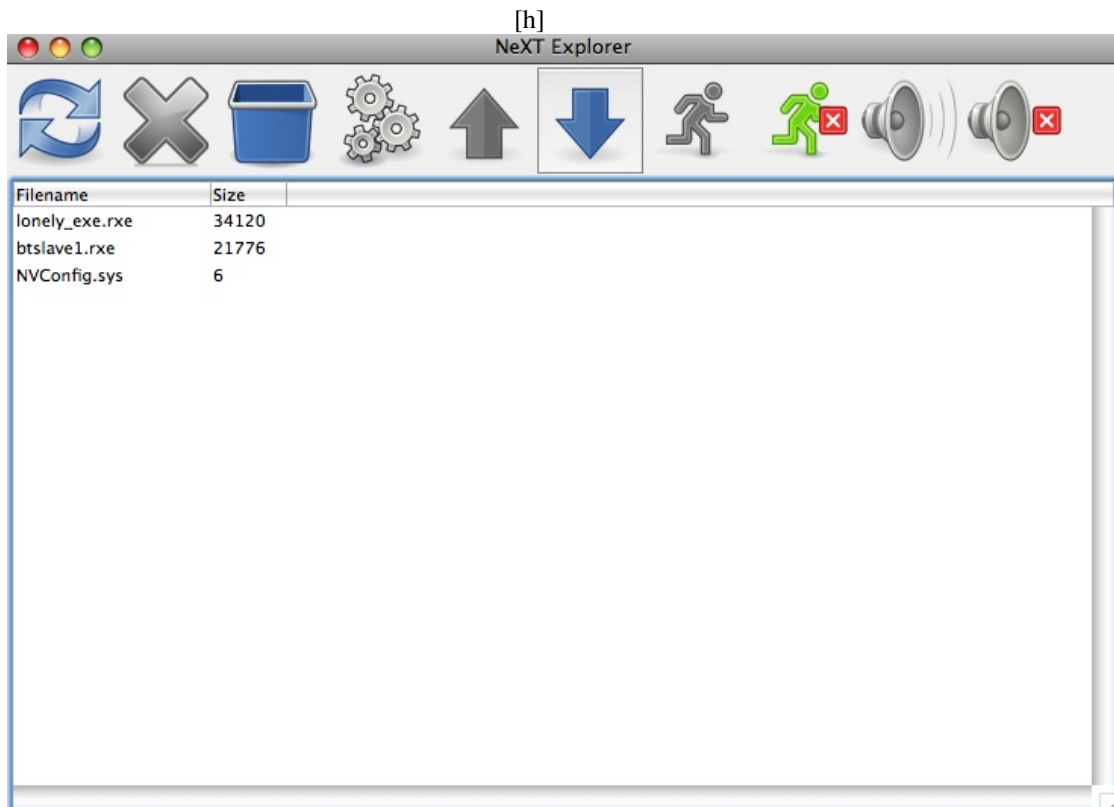 [h]
NeXT Explorer
Filename Size
lonely_exe.rxe 34120
btslave1.rxe 21776
NVConfig.sys 6